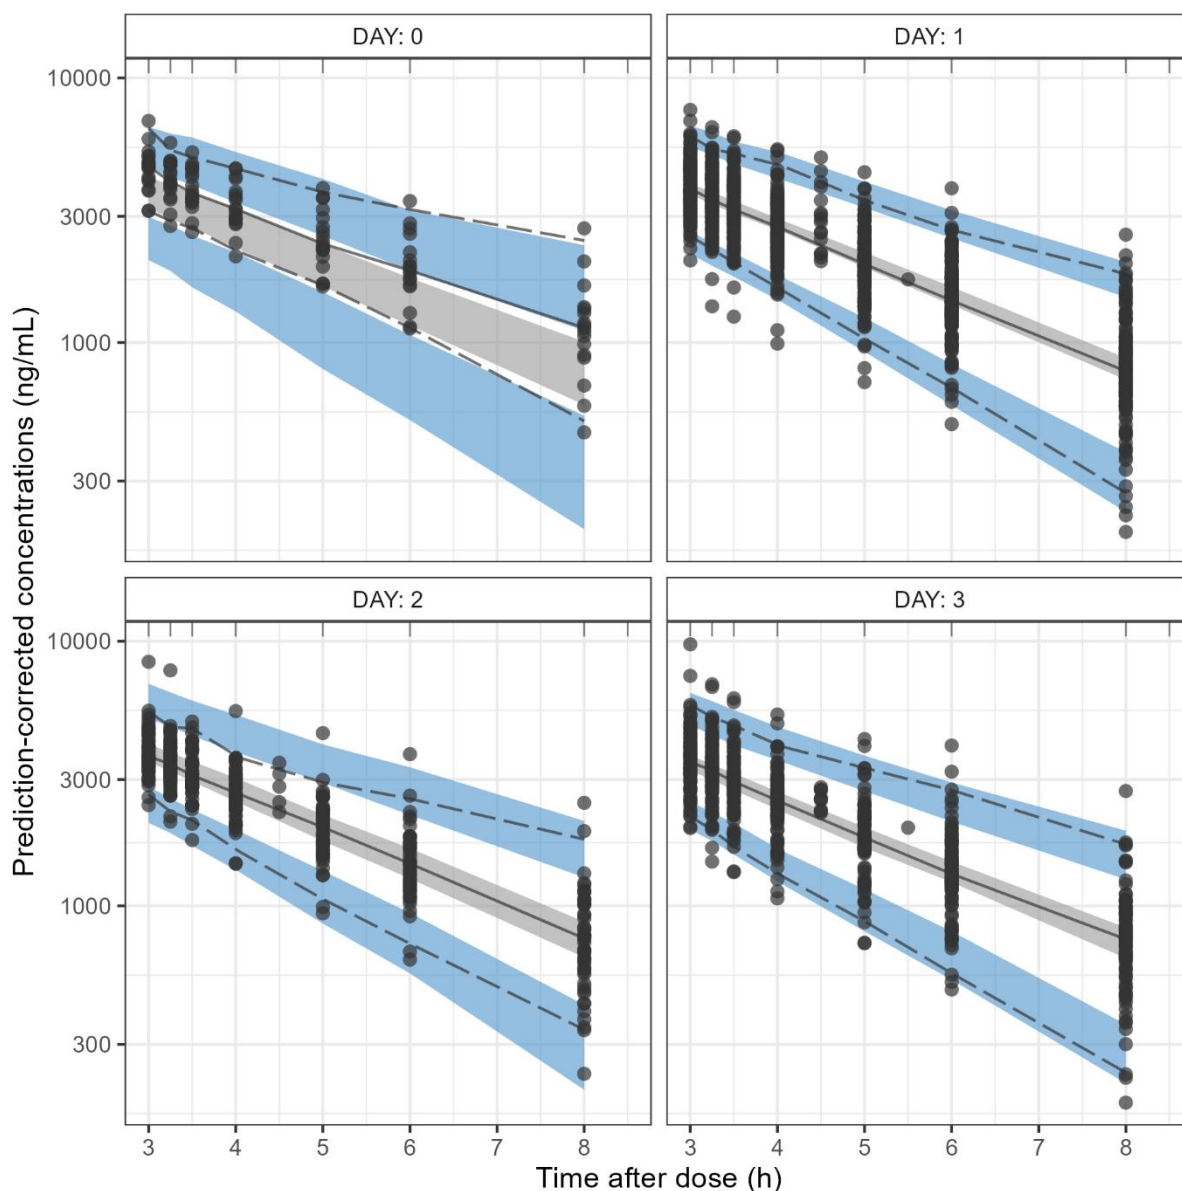 DAY: 0
DAY: 1
10000
3000
1000
300
DAY: 2
DAY: 3
10000
3000
1000
300
Prediction-corrected concentrations (ng/mL)
3 4 5 6 7 8
3 4 5 6 7 8
Time after dose (h)